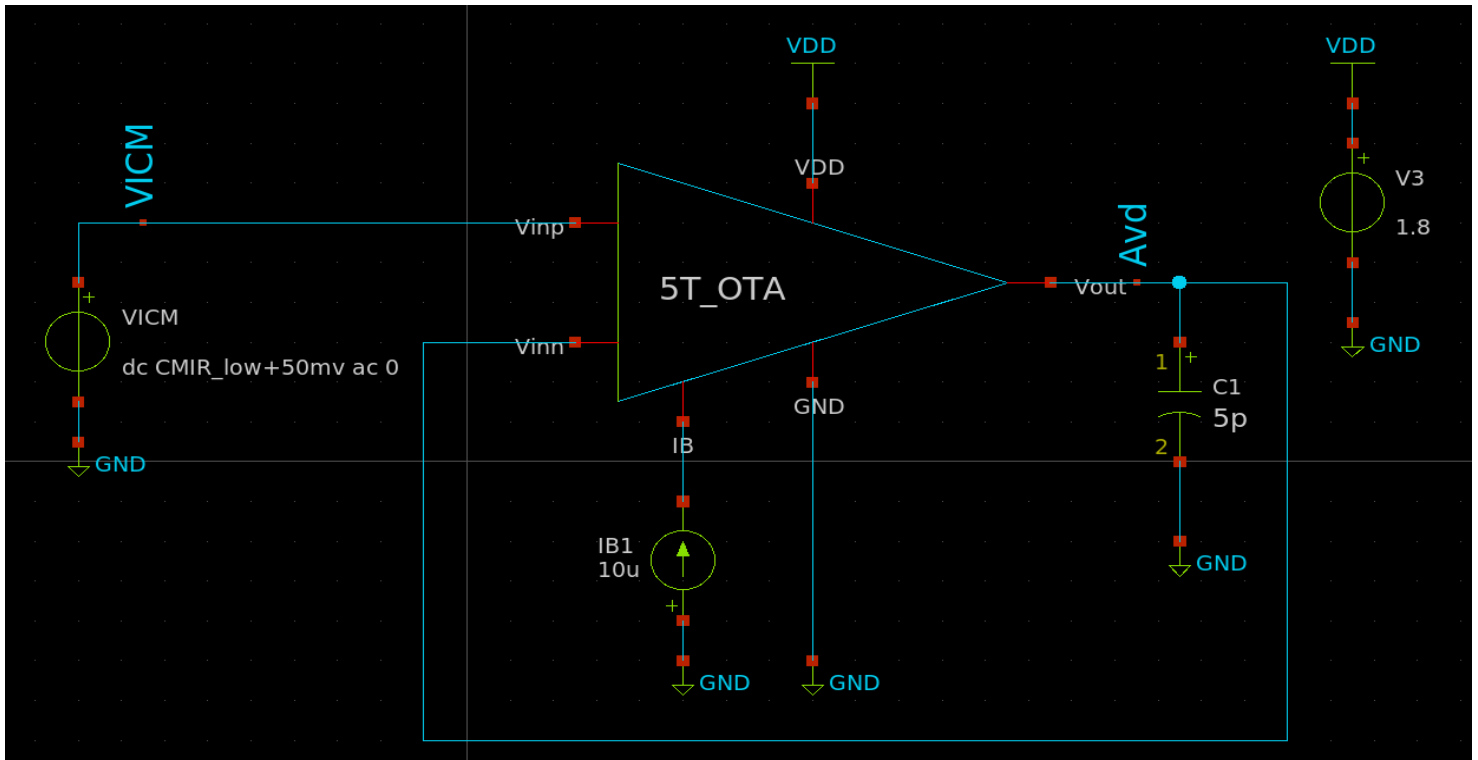 VDD
VDD
VICM
VDD
+
V3
1.8
Vinp
Avd
5T_OTA
Vout
+
VICM
dc CMIR_low+50mv ac 0
Vinn
GND
1
+
C1
5p
GND
2
IB
GND
IB1
10u
+
GND
GND
GND